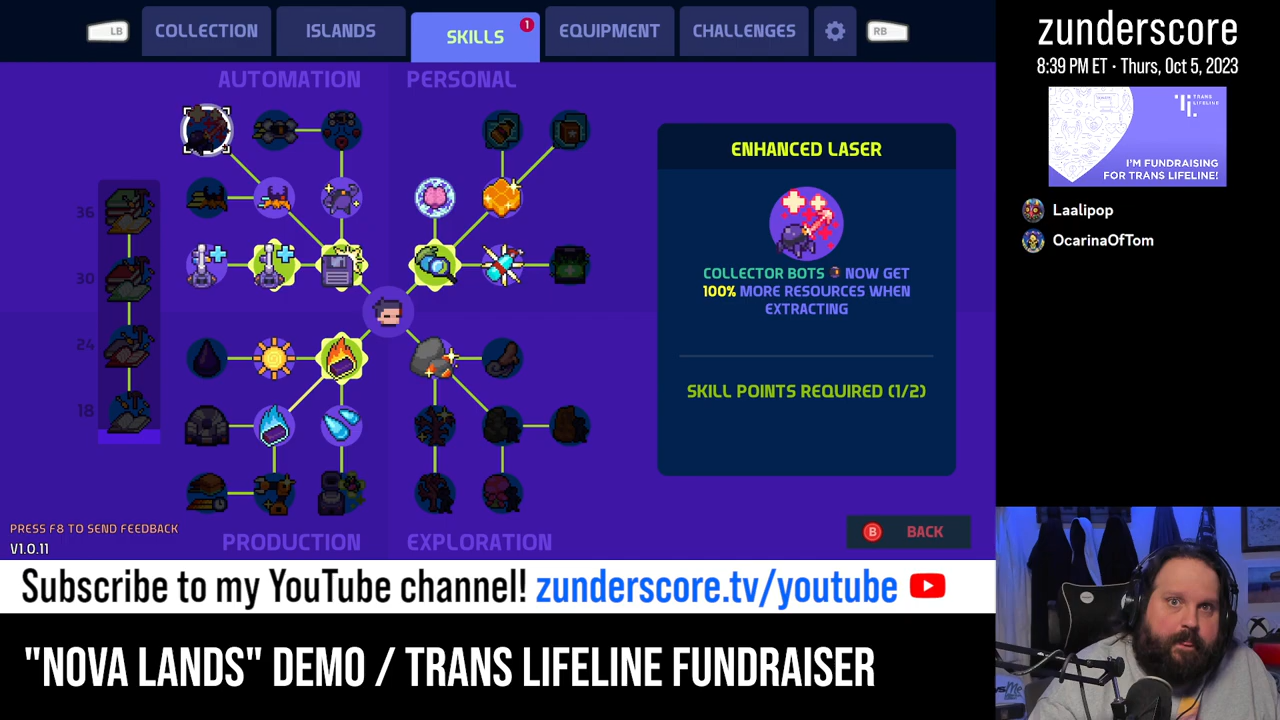 LB
COLLECTION
ISLANDS
SKILLS
1
EQUIPMENT
CHALLENGES
RB
AUTOMATION
PERSONAL
36
30
24
18
ENHANCED LASER
COLLECTOR BOTS NOW GET
100% MORE RESOURCES WHEN
EXTRACTING
SKILL POINTS REQUIRED (1/2)
PRESS F8 TO SEND FEEDBACK
V1.0.11
PRODUCTION
EXPLORATION
B BACK
Subscribe to my YouTube channel! zunderscore.tv/youtube
"NOVA LANDS" DEMO / TRANS LIFELINE FUNDRAISER
zunderscore
8:39 PM ET · Thurs, Oct 5, 2023
TRANS
LIFELINE
I'M FUNDRAISING
FOR TRANS LIFELINE!
Laalipop
OcarinaOfTom